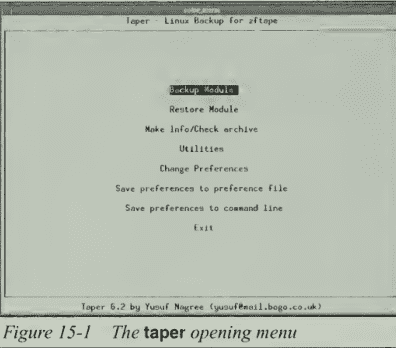 Taper - Linux Backup for zftape
Backup Module
Restore Module
Make Info/Check archive
Utilities
Change Preferences
Save preferences to preference file
Save preferences to command line
Exit
Taper 6.2 by Yusuf Nagree (yusuf@mail.bogo.co.uk)
Figure 15-1 The taper opening menu